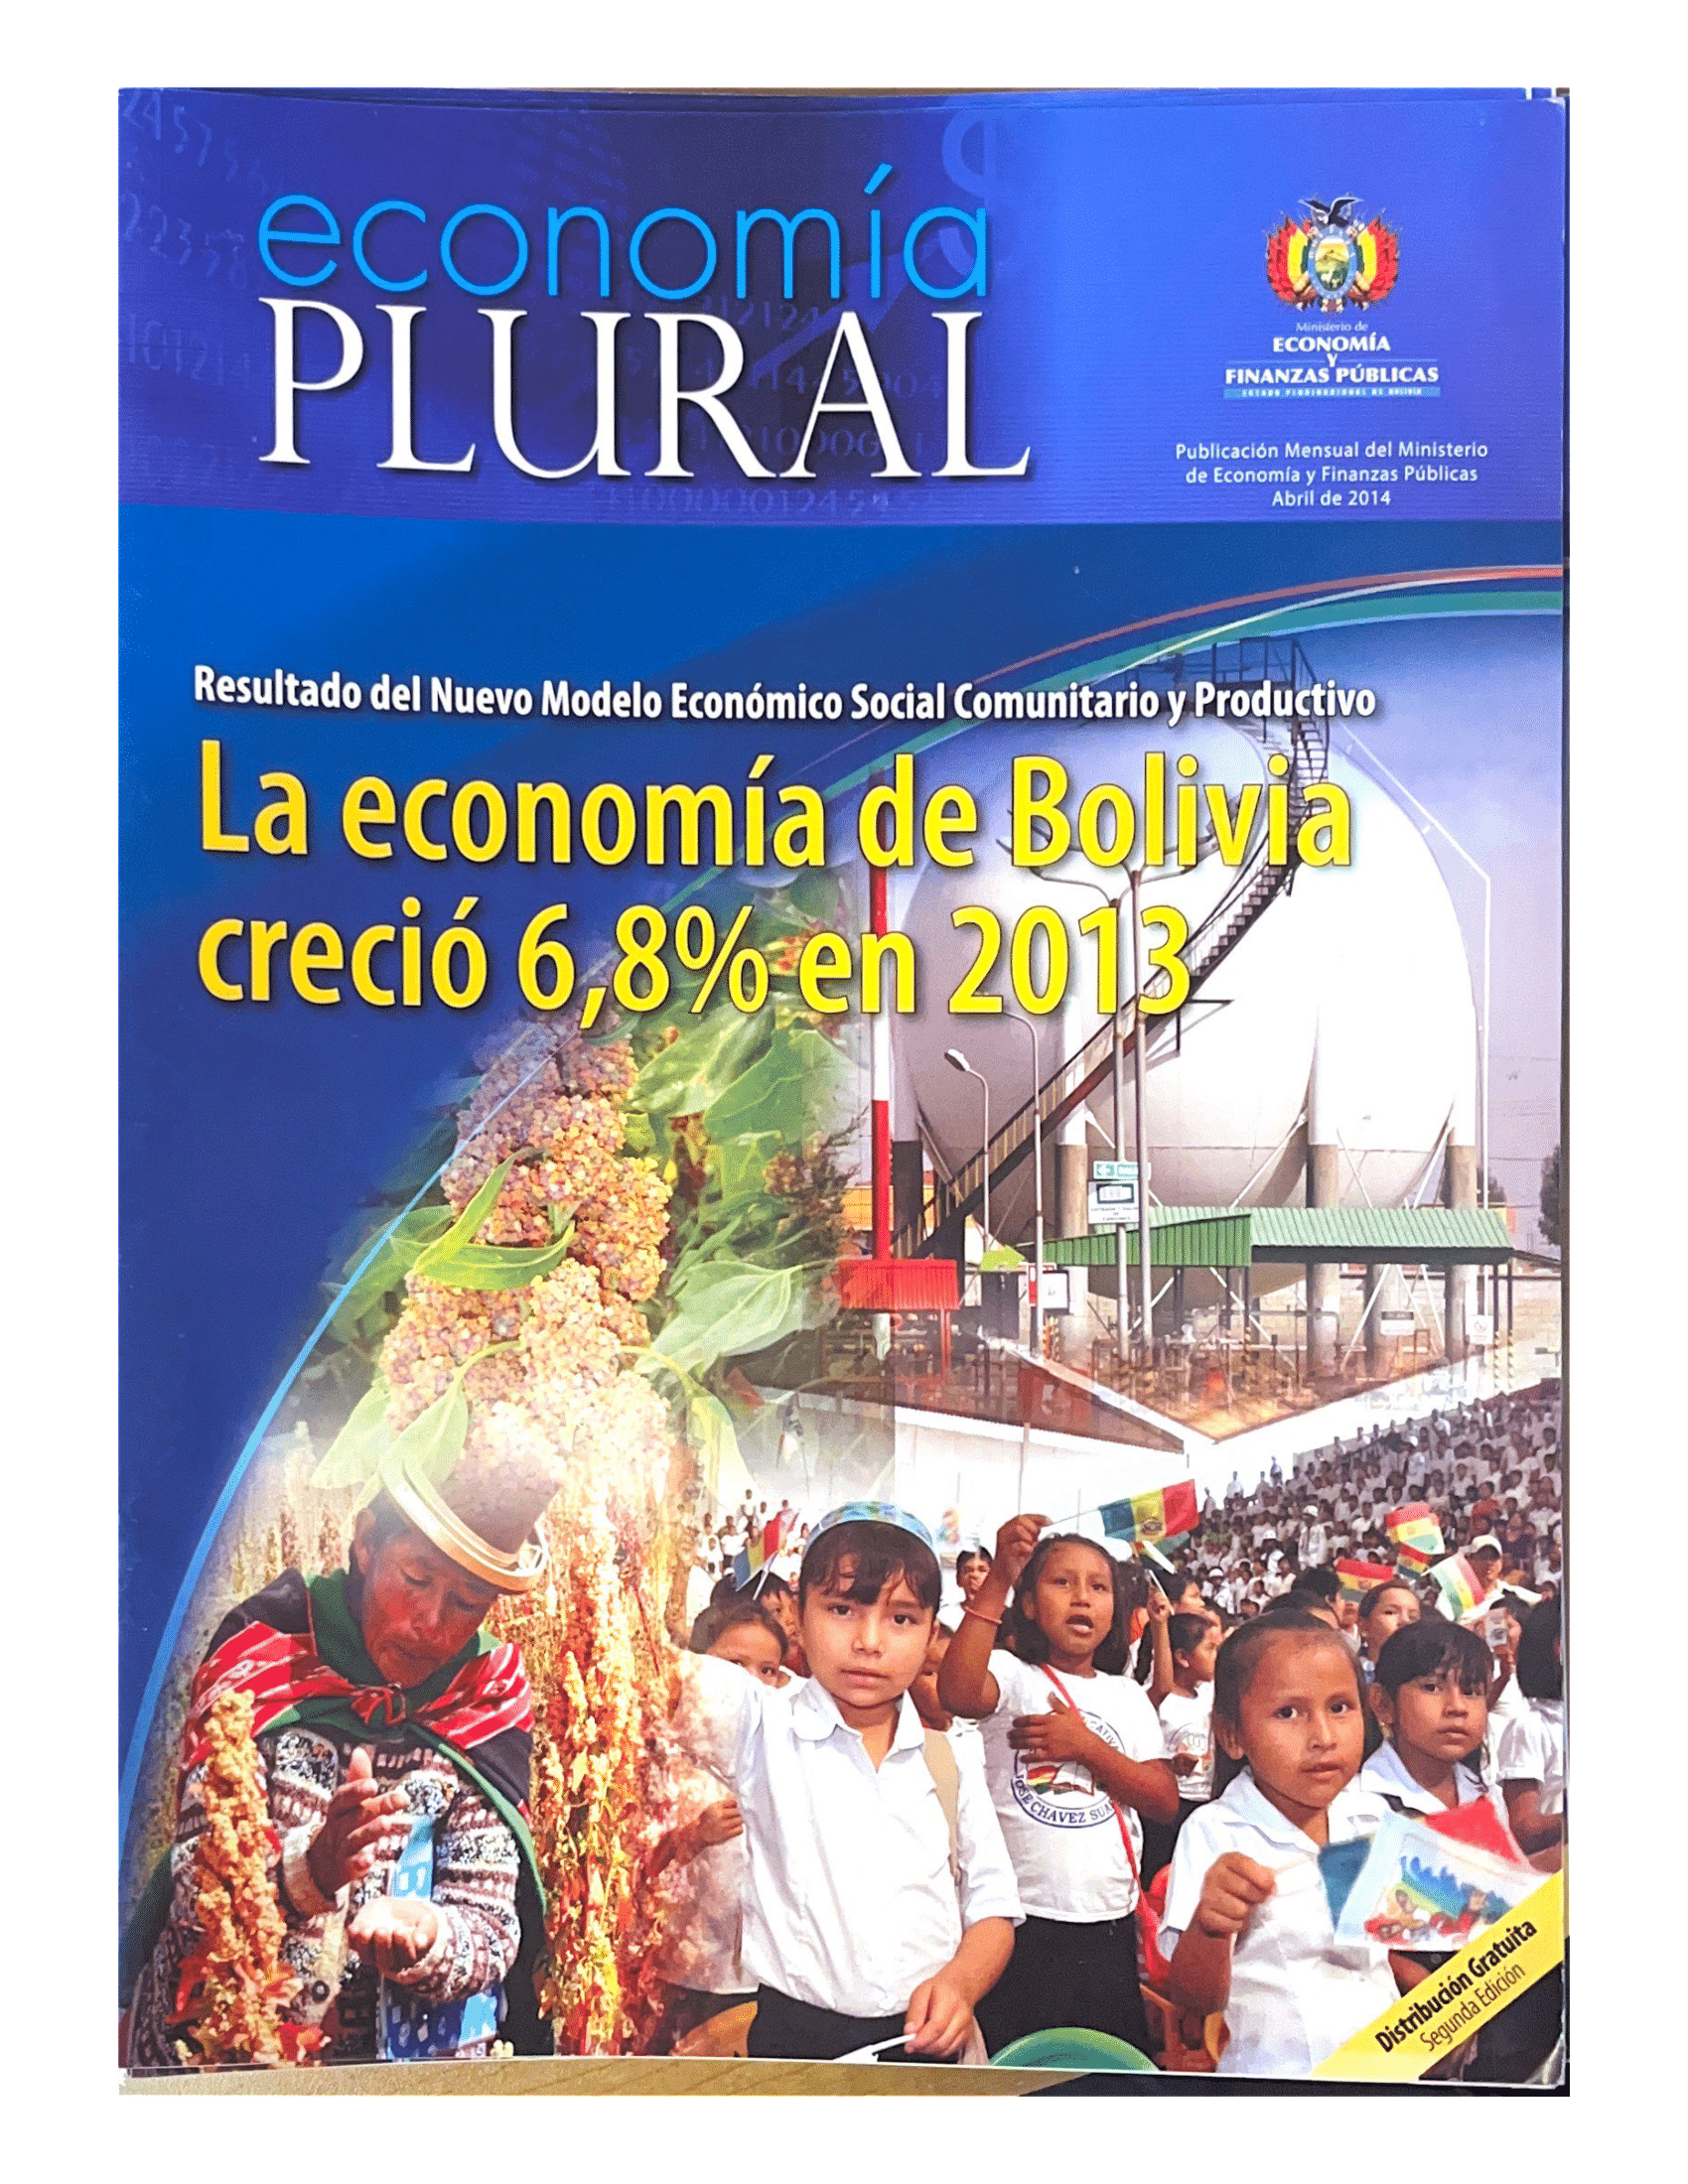 economía
PLURAL
Ministerio de
ECONOMÍA
Y
FINANZAS PÚBLICAS
ESTADO PLURINACIONAL DE BOLIVIA
Publicación Mensual del Ministerio
de Economía y Finanzas Públicas
Abril de 2014
Resultado del Nuevo Modelo Económico Social Comunitario y Productivo
La economía de Bolivia
creció 6,8% en 2013
JOSE CHAVEZ
Distribución Gratuita
Segunda Edición